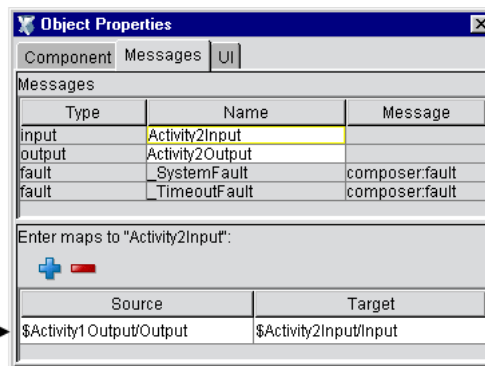 Object Properties
Component Messages UI
Messages
Type Name Message
input Activity2Input
output Activity2Output
fault _SystemFault composer:fault
fault _TimeoutFault composer:fault
Enter maps to "Activity2Input":
Source Target
$Activity1Output/Output $Activity2Input/Input